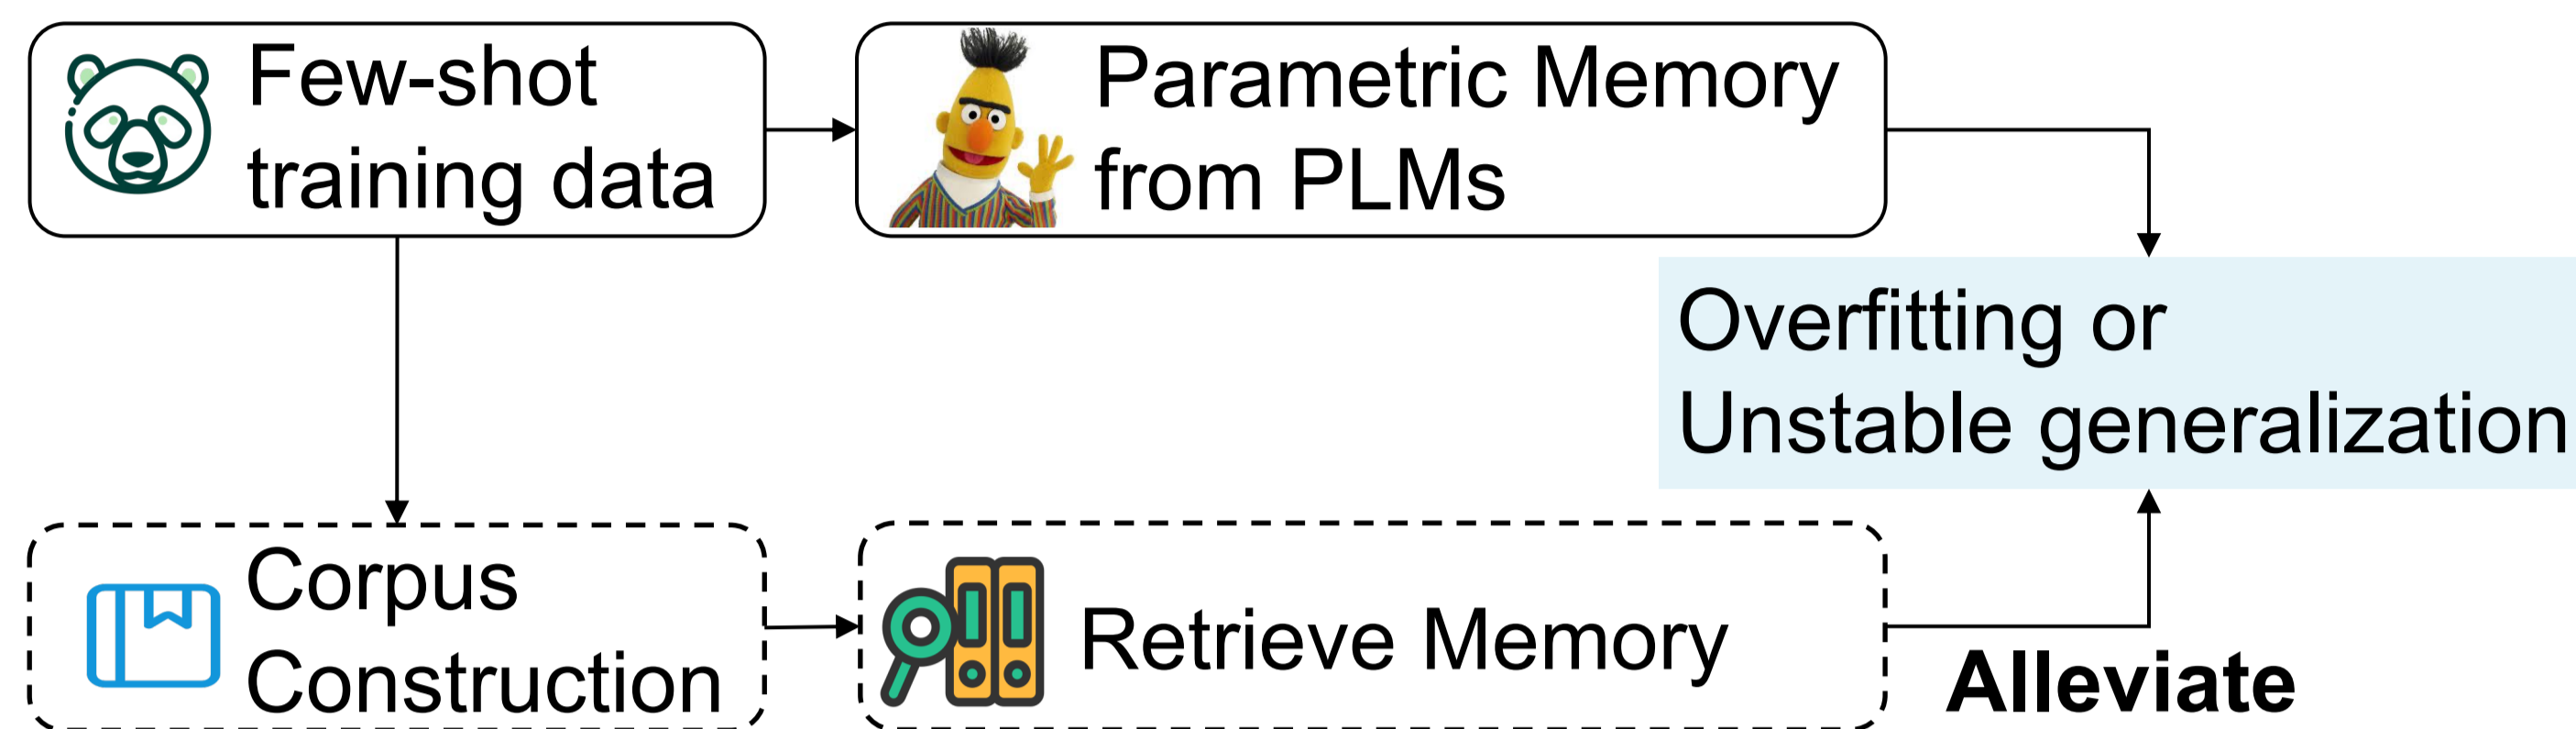 Few-shot
training data
Parametric Memory
from PLMs
Overfitting or
Unstable generalization
Corpus
Construction
Retrieve Memory
Alleviate